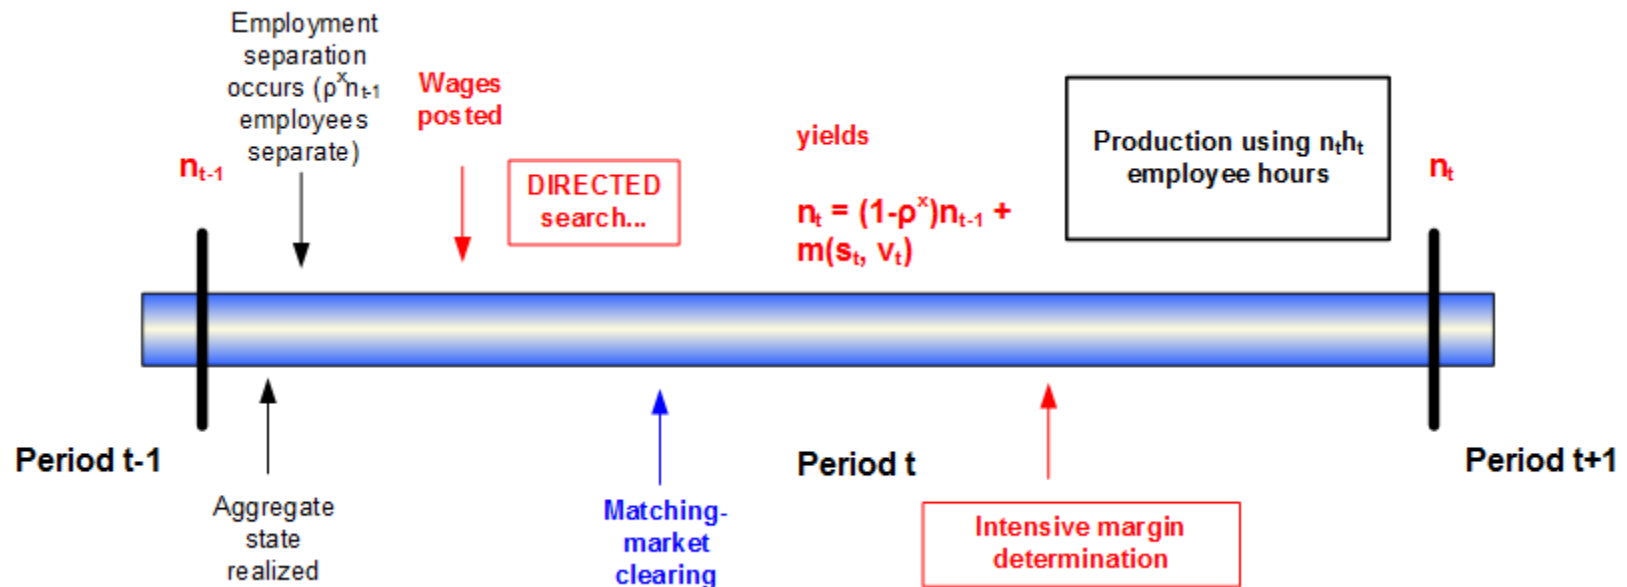 Employment
separation
occurs (ρˣnₜ₋₁
employees
separate)
Wages
posted
nₜ₋₁
DIRECTED
search...
yields
nₜ = (1-ρˣ)nₜ₋₁ +
m(sₜ, vₜ)
Production using nₜhₜ
employee hours
nₜ
Period t-1
Period t
Period t+1
Aggregate
state
realized
Matching-
market
clearing
Intensive margin
determination